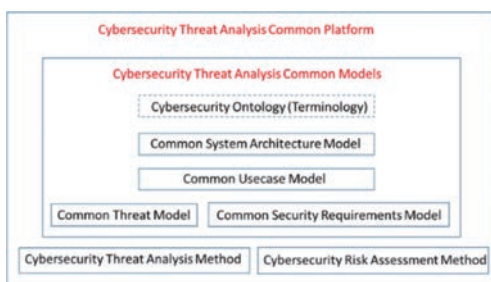 Cybersecurity Threat Analysis Common Platform
Cybersecurity Threat Analysis Common Models
Cybersecurity Ontology (Terminology)
Common System Architecture Model
Common Usecase Model
Common Threat Model
Common Security Requirements Model
Cybersecurity Threat Analysis Method
Cybersecurity Risk Assessment Method